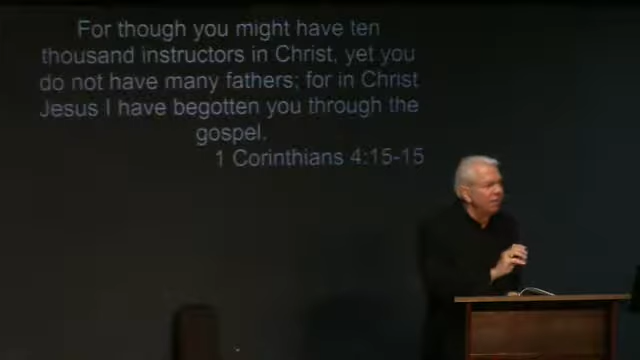 For though you might have ten
thousand instructors in Christ, yet you
do not have many fathers; for in Christ
Jesus I have begotten you through the
gospel.
1 Corinthians 4:15-15